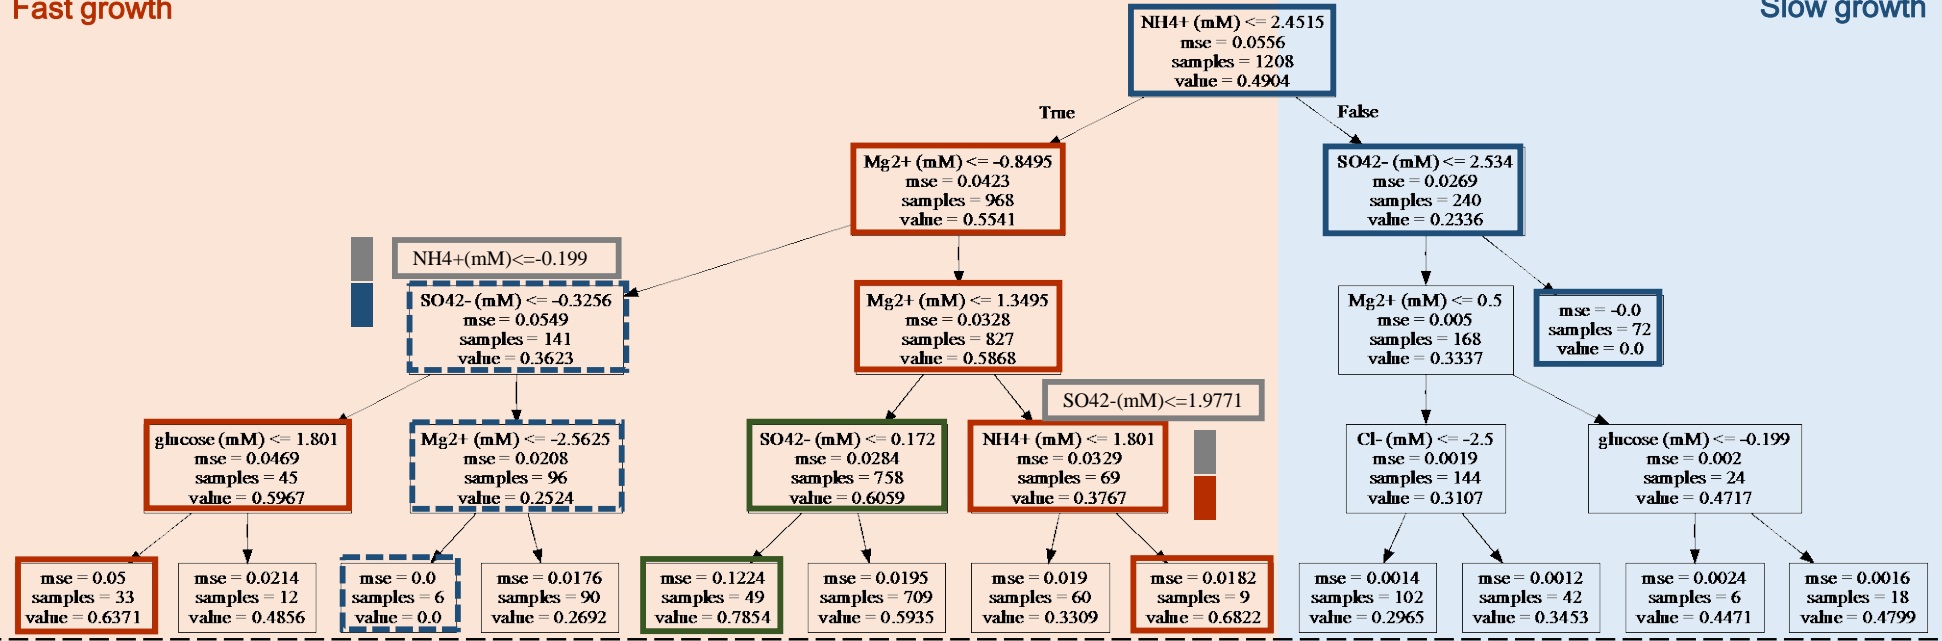 Fast growth
Slow growth
NH4+ (mM) <= 2.4515
mse = 0.0556
samples = 1208
value = 0.4904
True
False
Mg2+ (mM) <= -0.8495
mse = 0.0423
samples = 968
value = 0.5541
SO42- (mM) <= 2.534
mse = 0.0269
samples = 240
value = 0.2336
NH4+(mM)<=-0.199
SO42- (mM) <= -0.3256
mse = 0.0549
samples = 141
value = 0.3623
Mg2+ (mM) <= 1.3495
mse = 0.0328
samples = 827
value = 0.5868
Mg2+ (mM) <= 0.5
mse = 0.005
samples = 168
value = 0.3337
mse = -0.0
samples = 72
value = 0.0
SO42-(mM)<=1.9771
glucose (mM) <= 1.801
mse = 0.0469
samples = 45
value = 0.5967
Mg2+ (mM) <= -2.5625
mse = 0.0208
samples = 96
value = 0.2524
SO42- (mM) <= 0.172
mse = 0.0284
samples = 758
value = 0.6059
NH4+ (mM) <= 1.801
mse = 0.0329
samples = 69
value = 0.3767
Cl- (mM) <= -2.5
mse = 0.0019
samples = 144
value = 0.3107
glucose (mM) <= -0.199
mse = 0.002
samples = 24
value = 0.4717
mse = 0.05
samples = 33
value = 0.6371
mse = 0.0214
samples = 12
value = 0.4856
mse = 0.0
samples = 6
value = 0.0
mse = 0.0176
samples = 90
value = 0.2692
mse = 0.1224
samples = 49
value = 0.7854
mse = 0.0195
samples = 709
value = 0.5935
mse = 0.019
samples = 60
value = 0.3309
mse = 0.0182
samples = 9
value = 0.6822
mse = 0.0014
samples = 102
value = 0.2965
mse = 0.0012
samples = 42
value = 0.3453
mse = 0.0024
samples = 6
value = 0.4471
mse = 0.0016
samples = 18
value = 0.4799